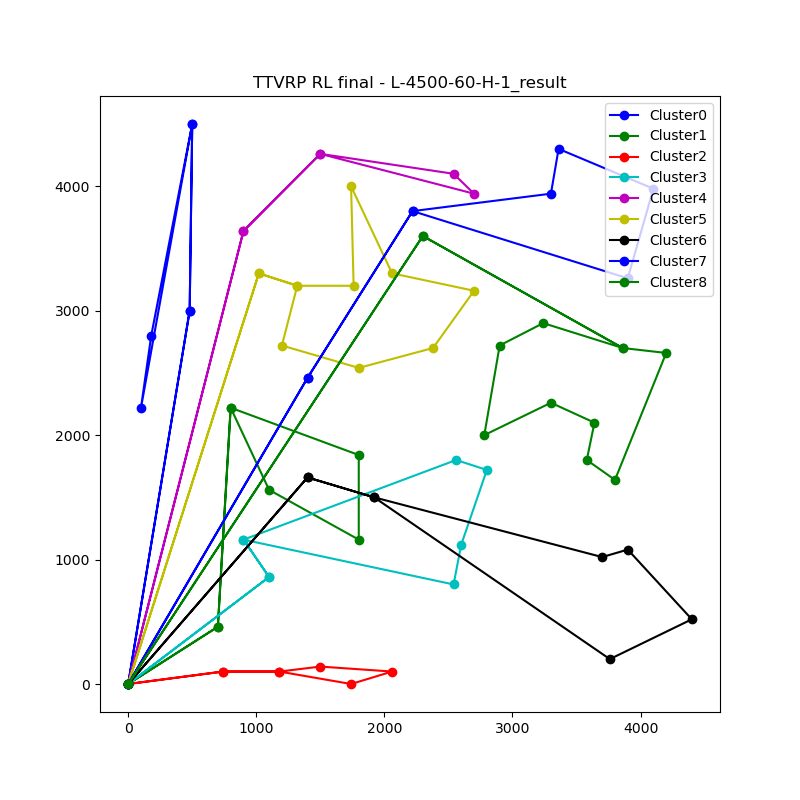 TTVRP RL final - L-4500-60-H-1_result
Cluster0
Cluster1
Cluster2
Cluster3
Cluster4
Cluster5
Cluster6
Cluster7
Cluster8
4000
3000
2000
1000
0
0 1000 2000 3000 4000